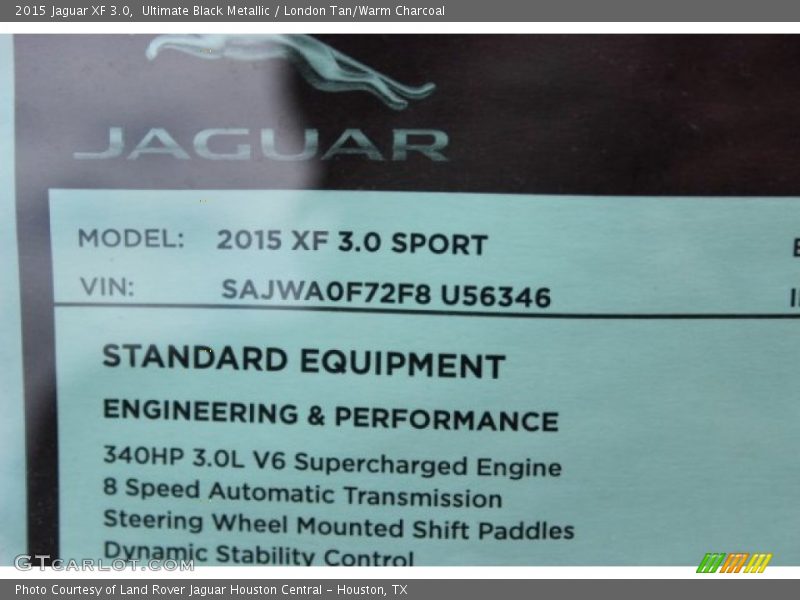 2015 Jaguar XF 3.0,  Ultimate Black Metallic / London Tan/Warm Charcoal
JAGUAR
MODEL: 2015 XF 3.0 SPORT
VIN: SAJWA0F72F8 U56346
STANDARD EQUIPMENT
ENGINEERING & PERFORMANCE
340HP 3.0L V6 Supercharged Engine
8 Speed Automatic Transmission
Steering Wheel Mounted Shift Paddles
Dynamic Stability Control
GTcarlot.com
Photo Courtesy of Land Rover Jaguar Houston Central – Houston, TX